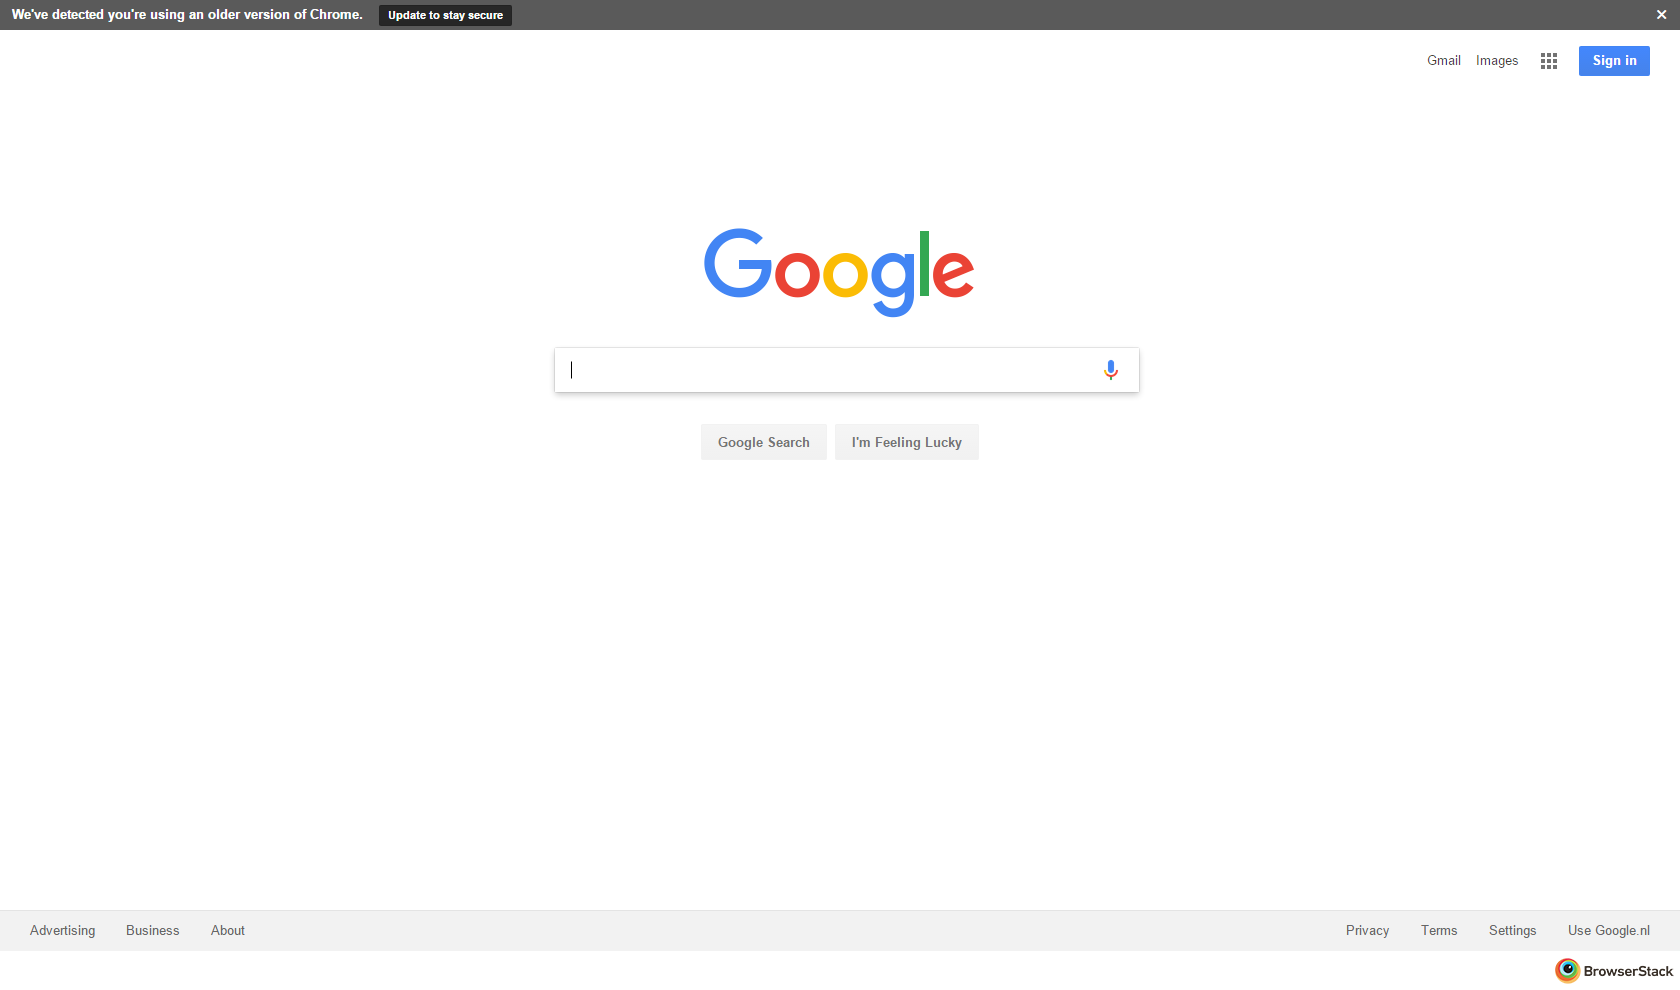 We've detected you're using an older version of Chrome. Update to stay secure
Gmail Images Sign in
Google
Google Search I'm Feeling Lucky
Advertising Business About Privacy Terms Settings Use Google.nl
BrowserStack